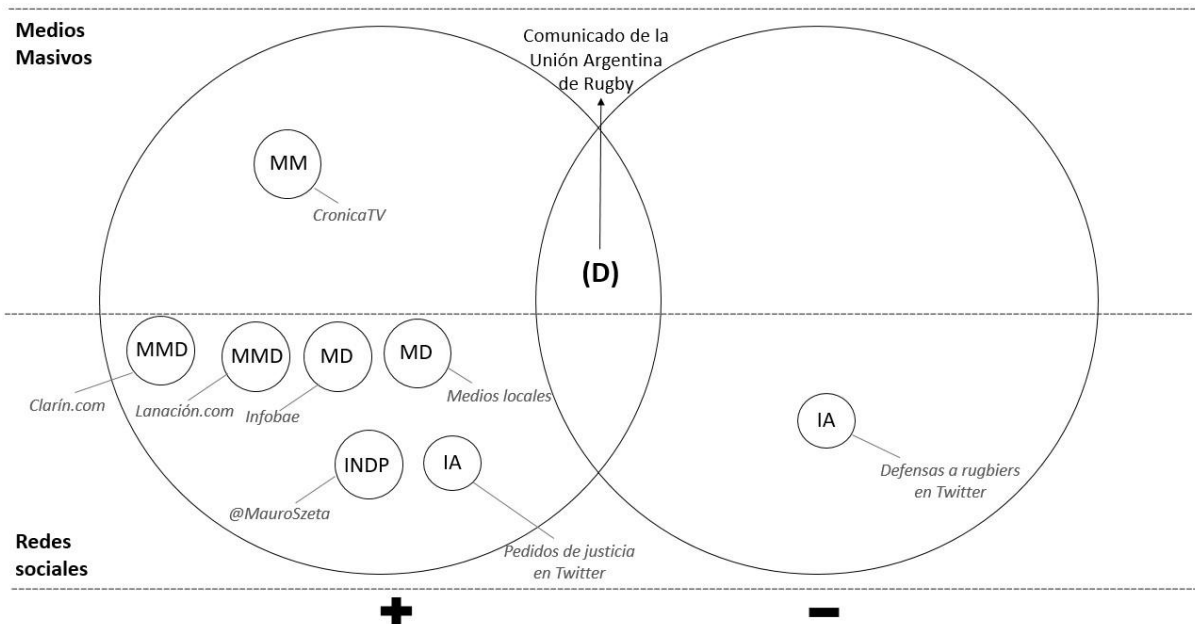 Medios
Masivos
Comunicado de la
Unión Argentina
de Rugby
MM
CronicaTV
(D)
MMD
MMD
MD
MD
Clarín.com
Lanación.com
Infobae
Medios locales
IA
Defensas a rugbiers
en Twitter
INDP
IA
@MauroSzeta
Pedidos de justicia
en Twitter
Redes
sociales
+
−